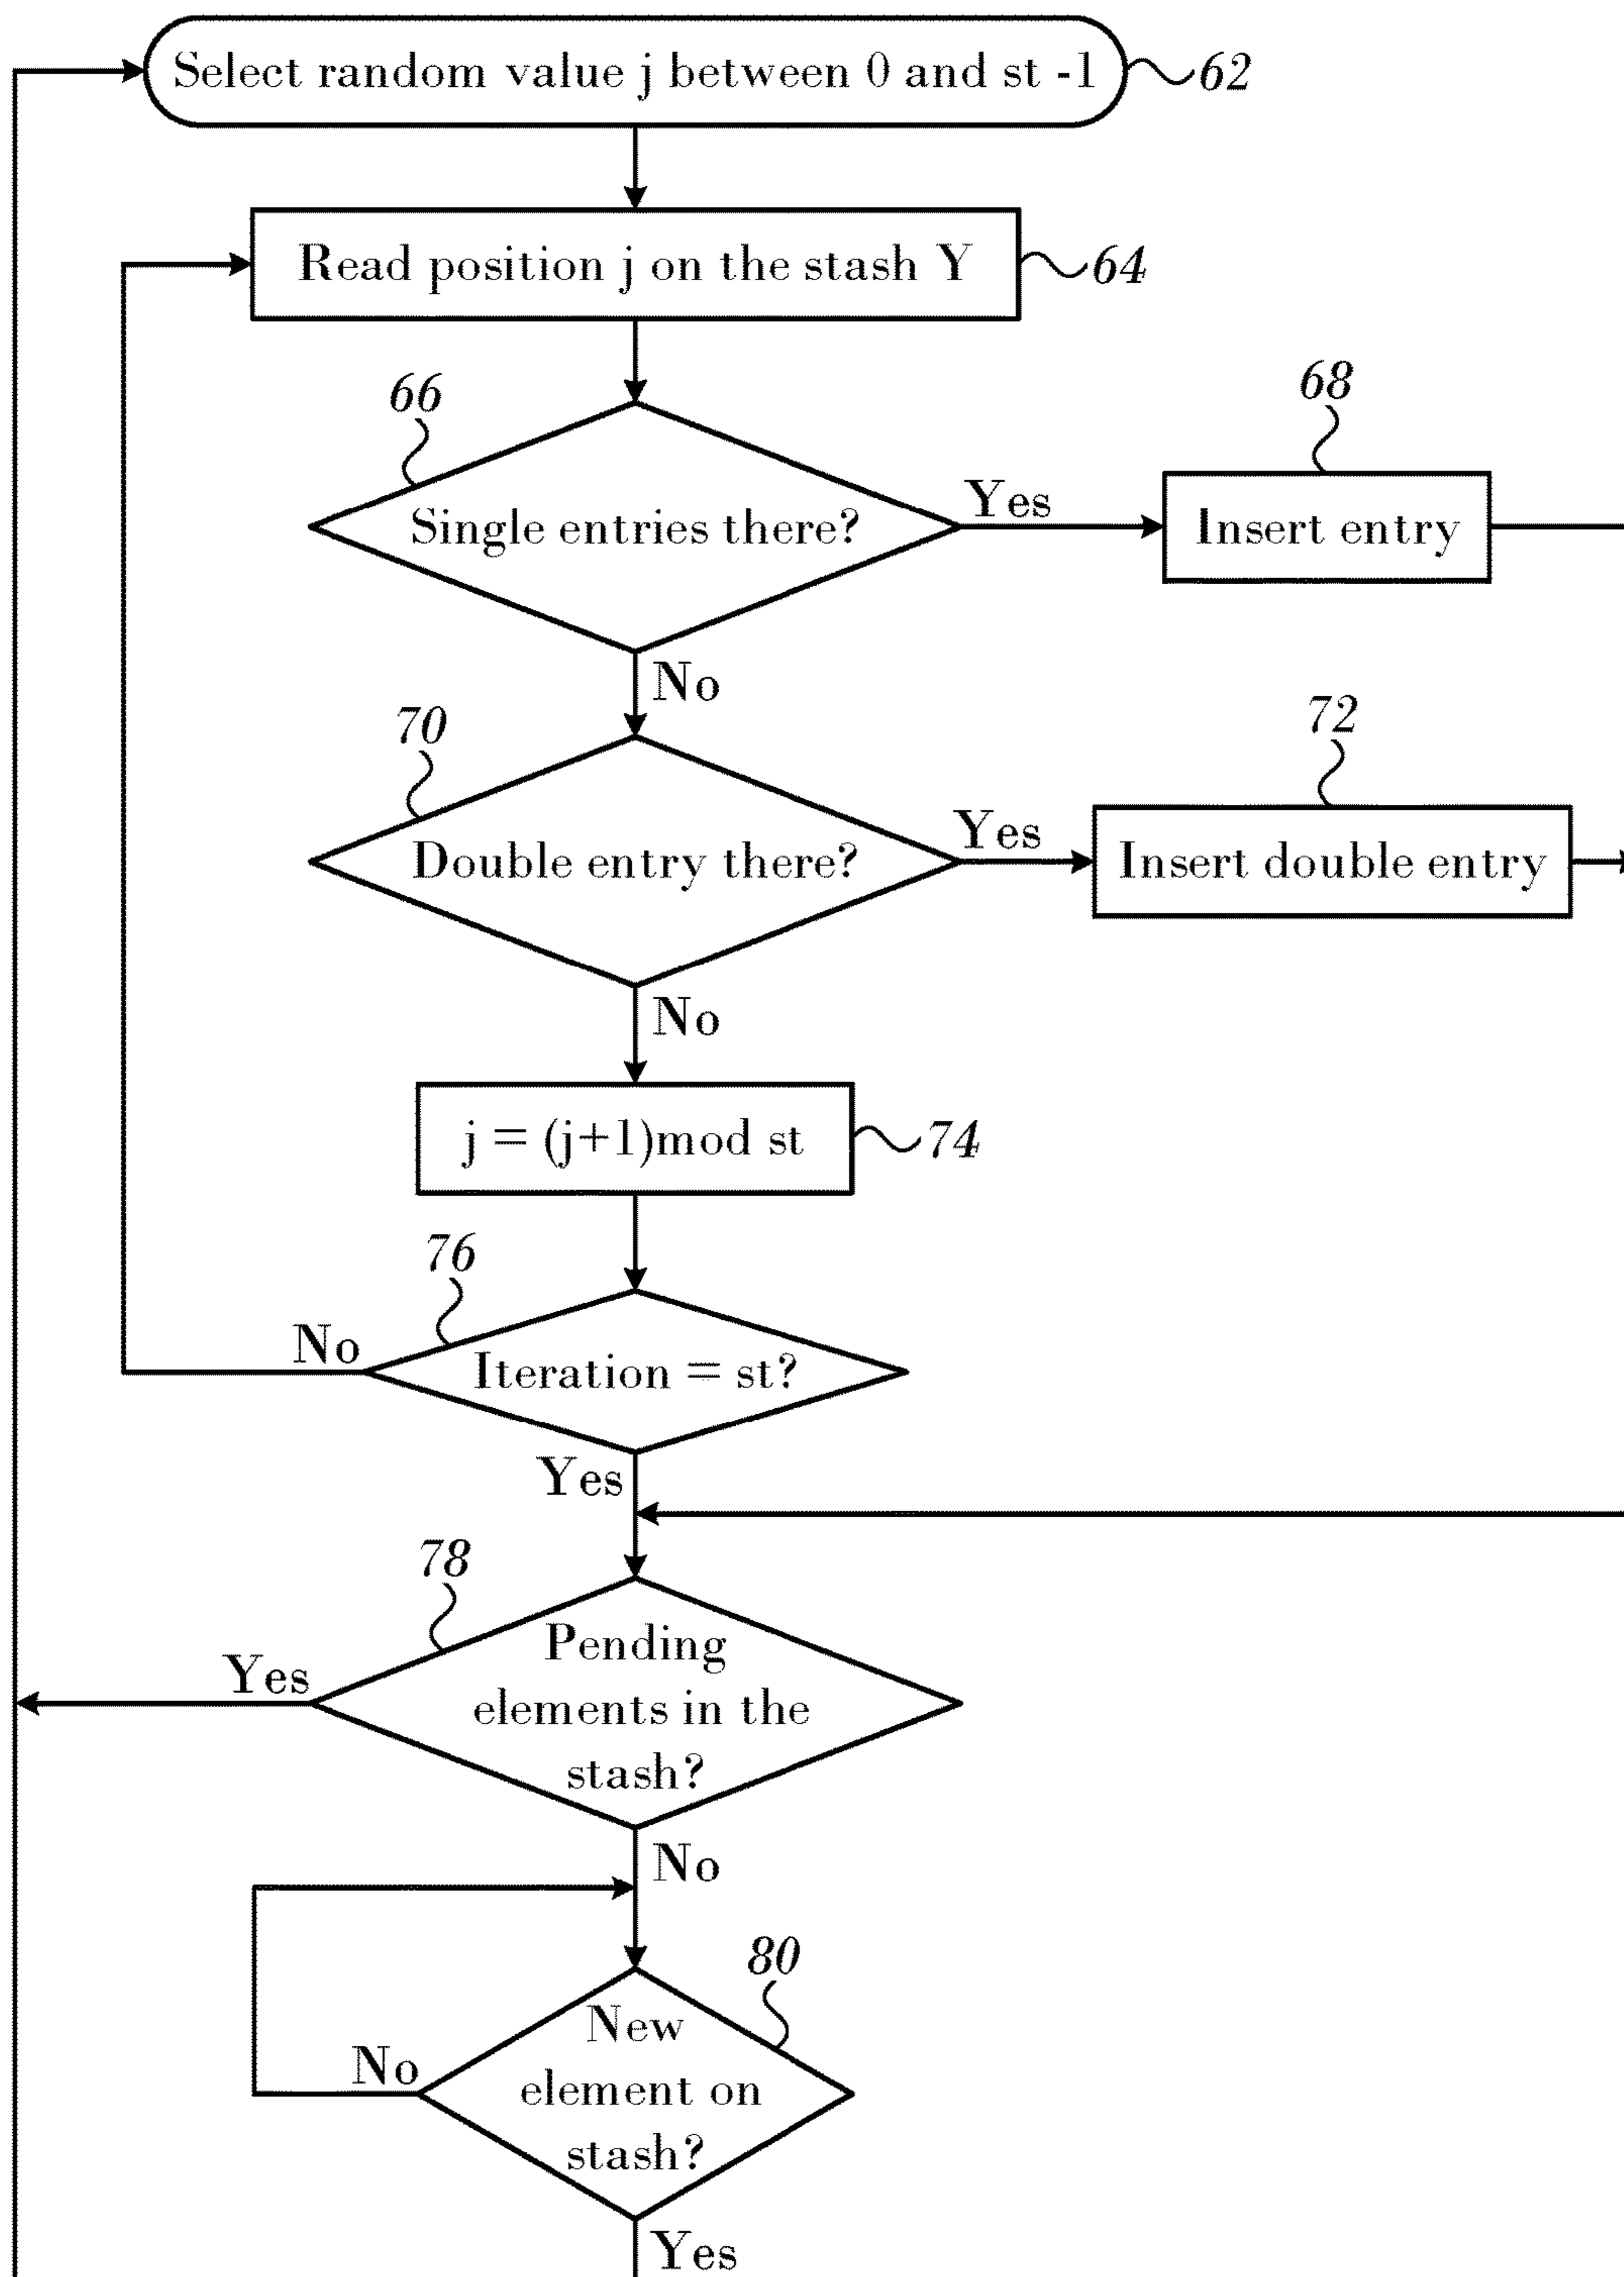 Select random value j between 0 and st -1
62
Read position j on the stash Y
64
66
68
Single entries there?
Yes
Insert entry
No
70
72
Double entry there?
Yes
Insert double entry
No
j = (j+1)mod st
74
76
No
Iteration = st?
Yes
78
Yes
Pending
elements in the
stash?
No
80
No
New
element on
stash?
Yes